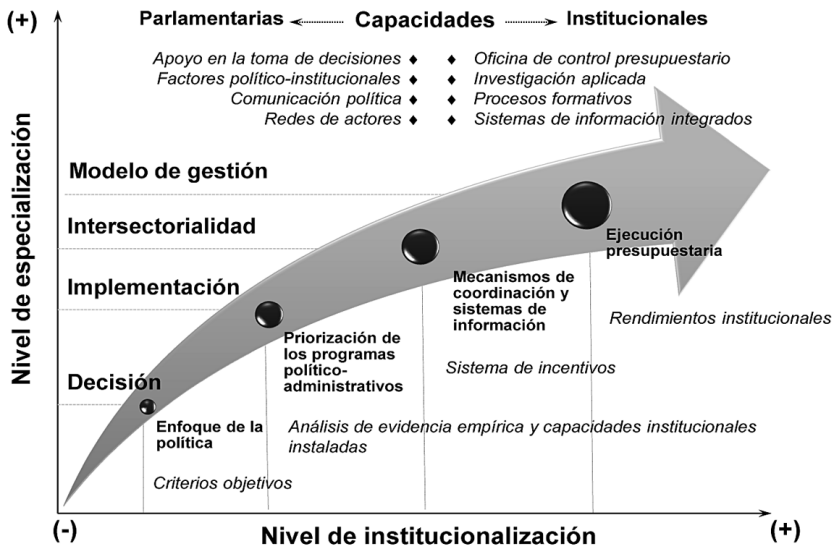 (+)
Parlamentarias Capacidades Institucionales
Apoyo en la toma de decisiones ♦ ♦ Oficina de control presupuestario
Factores político-institucionales ♦ ♦ Investigación aplicada
Comunicación política ♦ ♦ Procesos formativos
Redes de actores ♦ ♦ Sistemas de información integrados
Nivel de especialización
Modelo de gestión
Intersectorialidad
Implementación
Decisión
Enfoque de la
política
Criterios objetivos
Priorización de
los programas
político-
administrativos
Análisis de evidencia empírica y capacidades institucionales
instaladas
Mecanismos de
coordinación y
sistemas de
información
Sistema de incentivos
Ejecución
presupuestaria
Rendimientos institucionales
(-)
Nivel de institucionalización
(+)